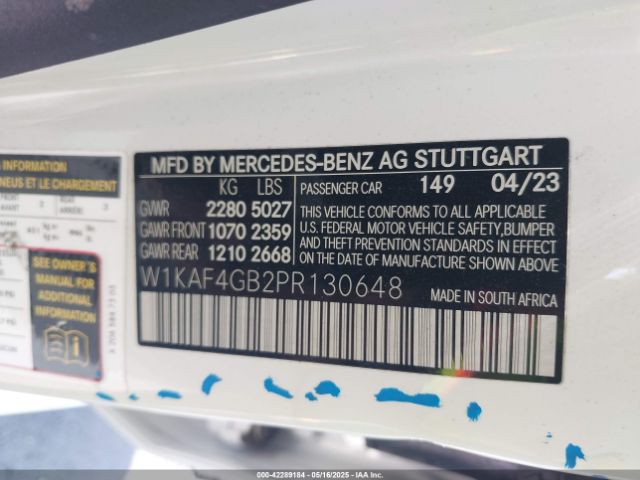 MFD BY MERCEDES-BENZ AG STUTTGART
KG LBS
GVWR 2280 5027
GAWR FRONT 1070 2359
GAWR REAR 1210 2668
PASSENGER CAR 149 04/23
THIS VEHICLE CONFORMS TO ALL APPLICABLE
U.S. FEDERAL MOTOR VEHICLE SAFETY,BUMPER
AND THEFT PREVENTION STANDARDS IN EFFECT
ON THE DATE OF MANUFACTURE SHOWN ABOVE
W1KAF4GB2PR130648
MADE IN SOUTH AFRICA
INFORMATION
PNEUS ET LE CHARGEMENT
SEE OWNER'S
MANUAL FOR
ADDITIONAL
INFORMATION
000-42289184 - 05/16/2025 - IAAI. Copart